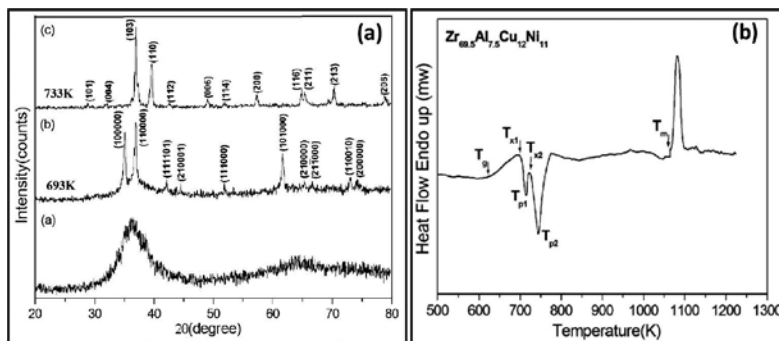 (a)
(c)
733K
(101)
(004)
(103)
(110)
(112)
(006)
(114)
(200)
(116)
(211)
(213)
(206)
(b)
693K
(100000)
(110000)
(111101)
(210001)
(111000)
(101000)
(210000)
(211000)
(110010)
(200000)
(a)
Intensity(counts)
20 30 40 50 60 70 80
2θ(degree)
(b)
Zr69.5Al7.5Cu12Ni11
Tg
Tx1
Tx2
Tp1
Tp2
Tm
Heat Flow Endo up (mw)
500 600 700 800 900 1000 1100 1200 1300
Temperature(K)